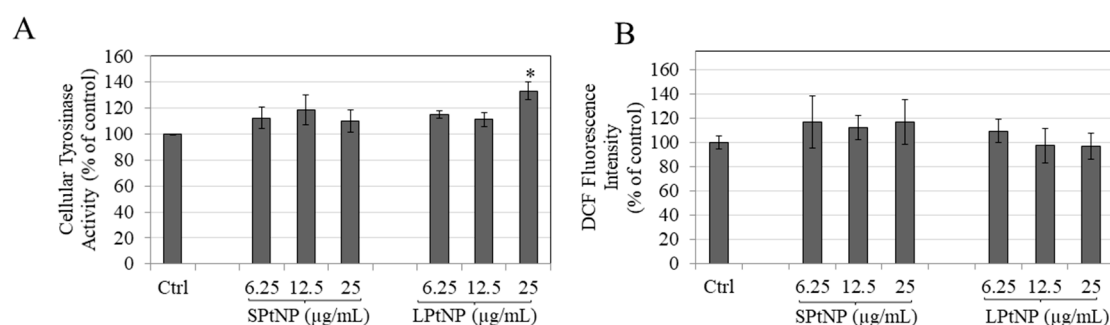 A
Cellular Tyrosinase
Activity (% of control)
160
140
120
100
80
60
40
20
0
*
Ctrl
6.25 12.5 25
6.25 12.5 25
SPtNP (µg/mL)
LPtNP (µg/mL)
B
DCF Fluorescence
Intensity
(% of control)
160
140
120
100
80
60
40
20
0
Ctrl
6.25 12.5 25
6.25 12.5 25
SPtNP (µg/mL)
LPtNP (µg/mL)